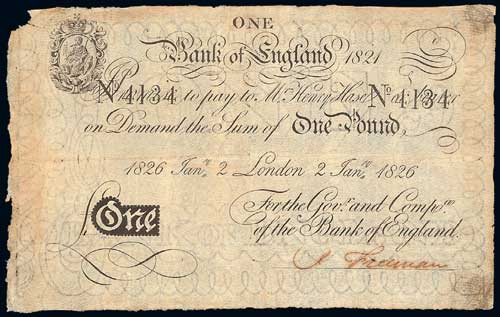 ONE
Bank of England 1821
No 4134 Promise to pay to Mr. Henry Hase No 4134 or Bearer
on Demand the Sum of One Pound,
1826 Jany. 2 London 2 Jany. 1826
For the Govr. and Compa.
£One of the Bank of England.
J Freeman